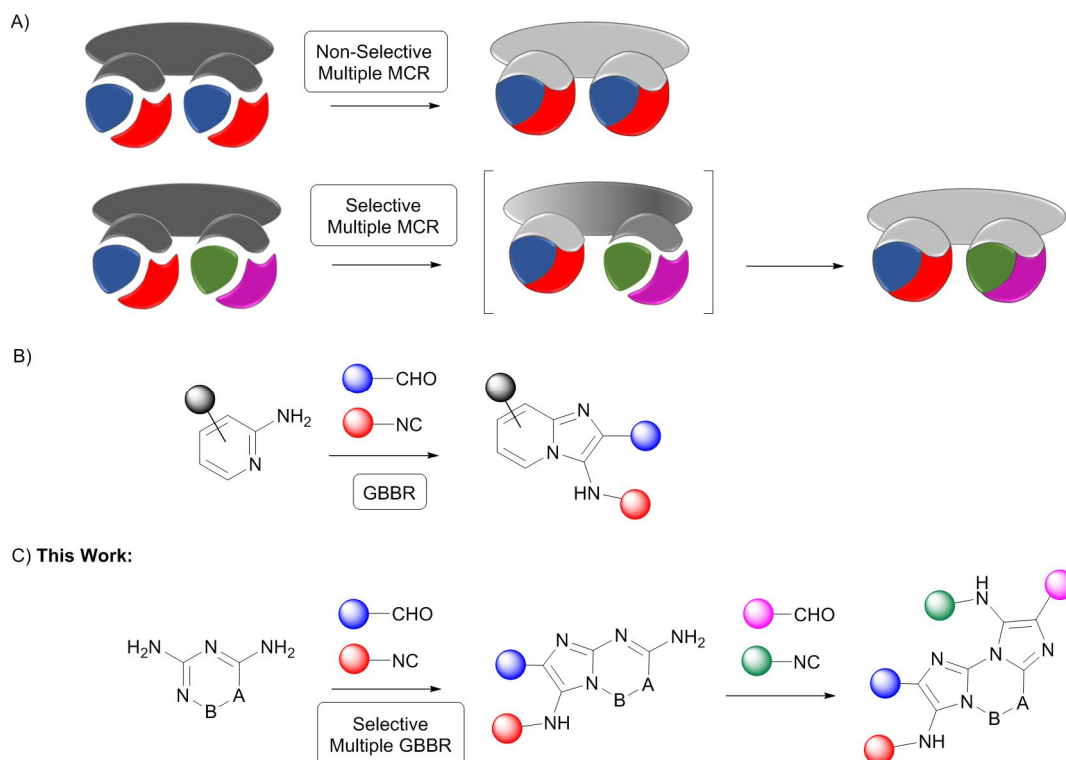 A)
Non-Selective
Multiple MCR
Selective
Multiple MCR
B)
NH₂
N
CHO
NC
GBBR
N
N
HN
C) This Work:
H₂N
N
NH₂
N
A
B
CHO
NC
Selective
Multiple GBBR
N
N
NH₂
N
A
B
NH
CHO
NC
H
N
N
N
N
N
A
B
NH